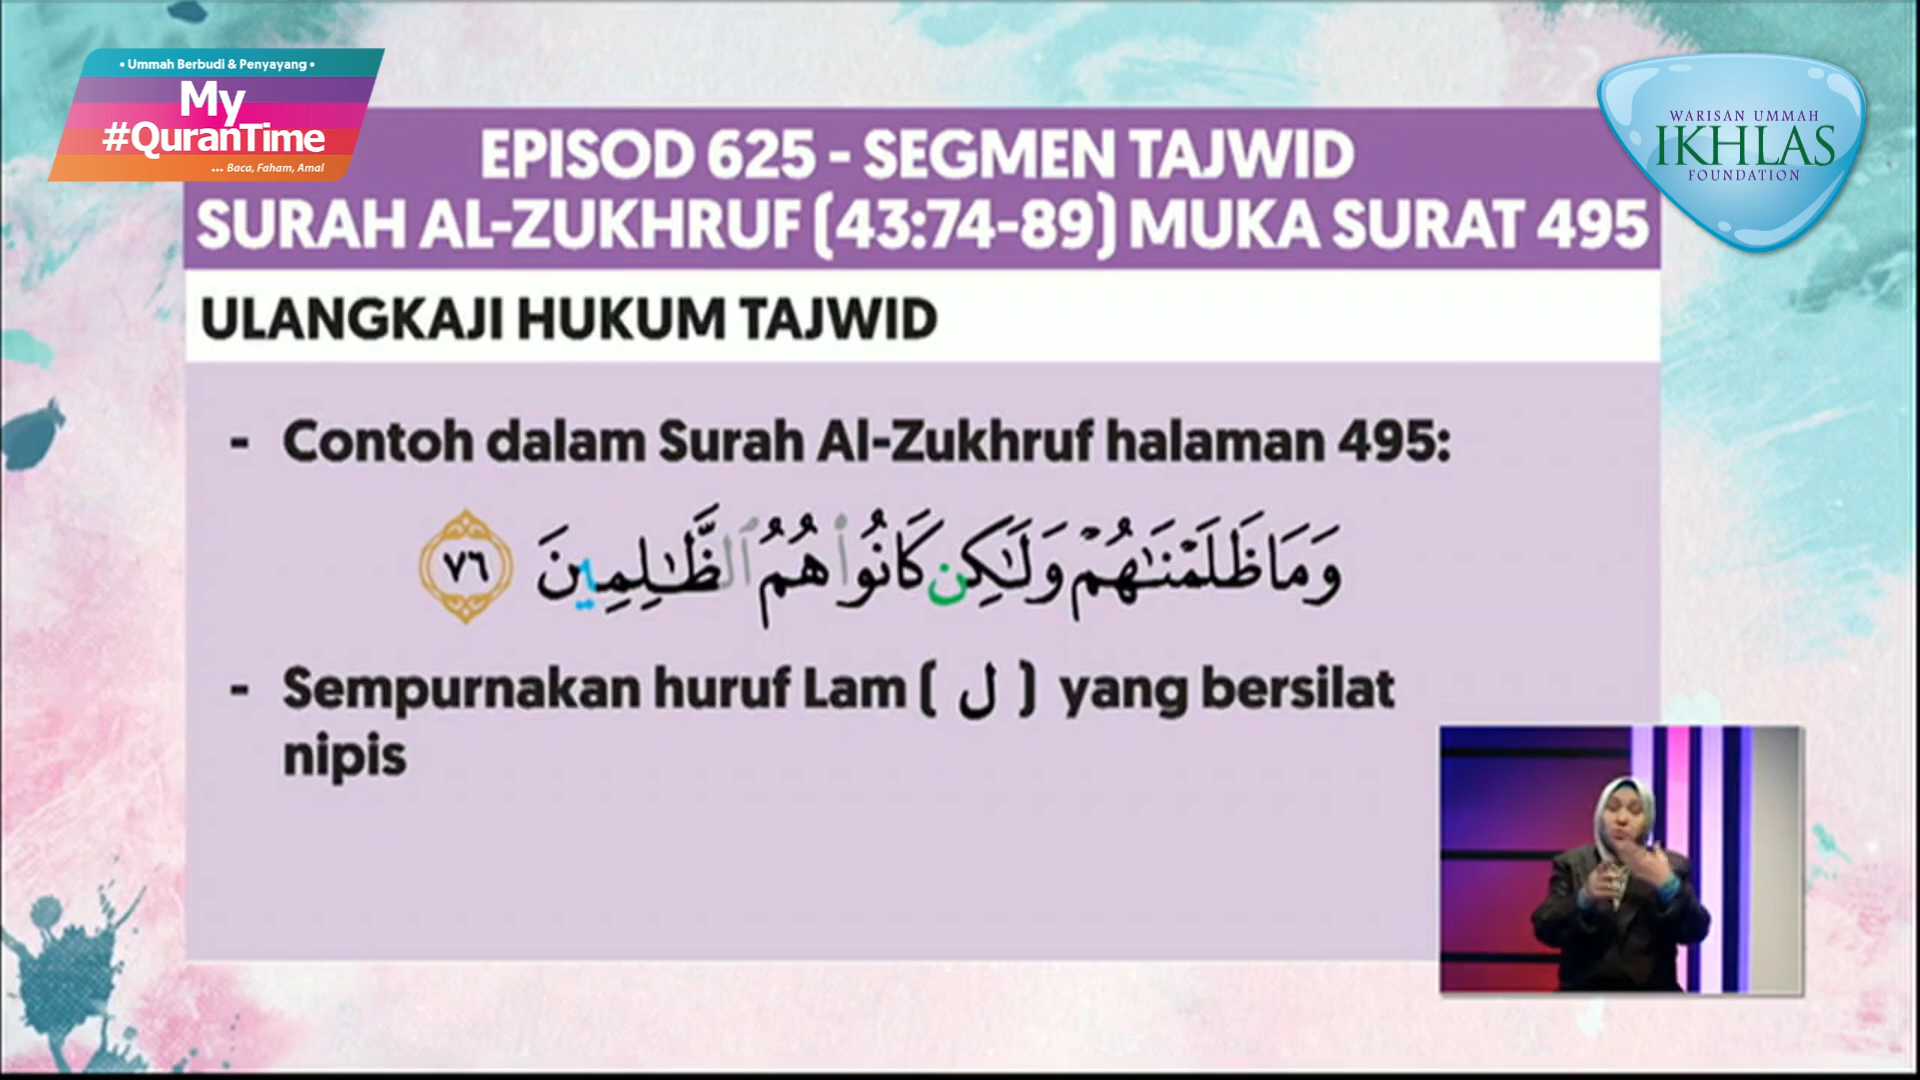 • Ummah Berbudi & Penyayang •
My
#QuranTime
... Baca, Faham, Amal
WARISAN UMMAH
IKHLAS
FOUNDATION
EPISOD 625 - SEGMEN TAJWID
SURAH AL-ZUKHRUF (43:74-89) MUKA SURAT 495
ULANGKAJI HUKUM TAJWID
- Contoh dalam Surah Al-Zukhruf halaman 495:
وَمَا ظَلَمْنَـٰهُمْ وَلَـٰكِن كَانُوا۟ هُمُ ٱلظَّـٰلِمِينَ ٧٦
- Sempurnakan huruf Lam ( ل ) yang bersilat
nipis